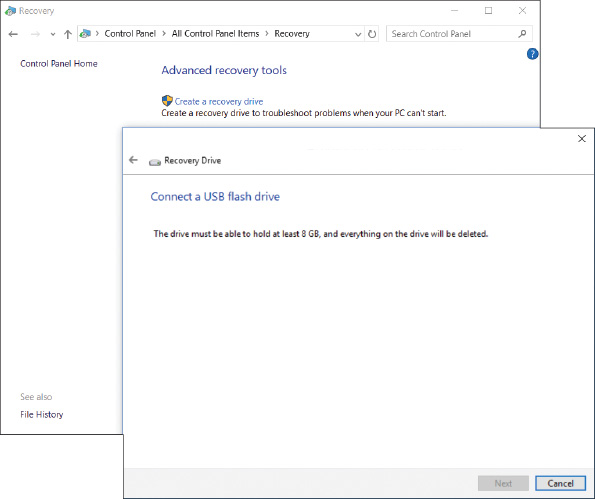 Recovery
Control Panel > All Control Panel Items > Recovery
Search Control Panel
?
Control Panel Home
Advanced recovery tools
Create a recovery drive
Create a recovery drive to troubleshoot problems when your PC can't start.
See also
File History
Recovery Drive
Connect a USB flash drive
The drive must be able to hold at least 8 GB, and everything on the drive will be deleted.
Next
Cancel